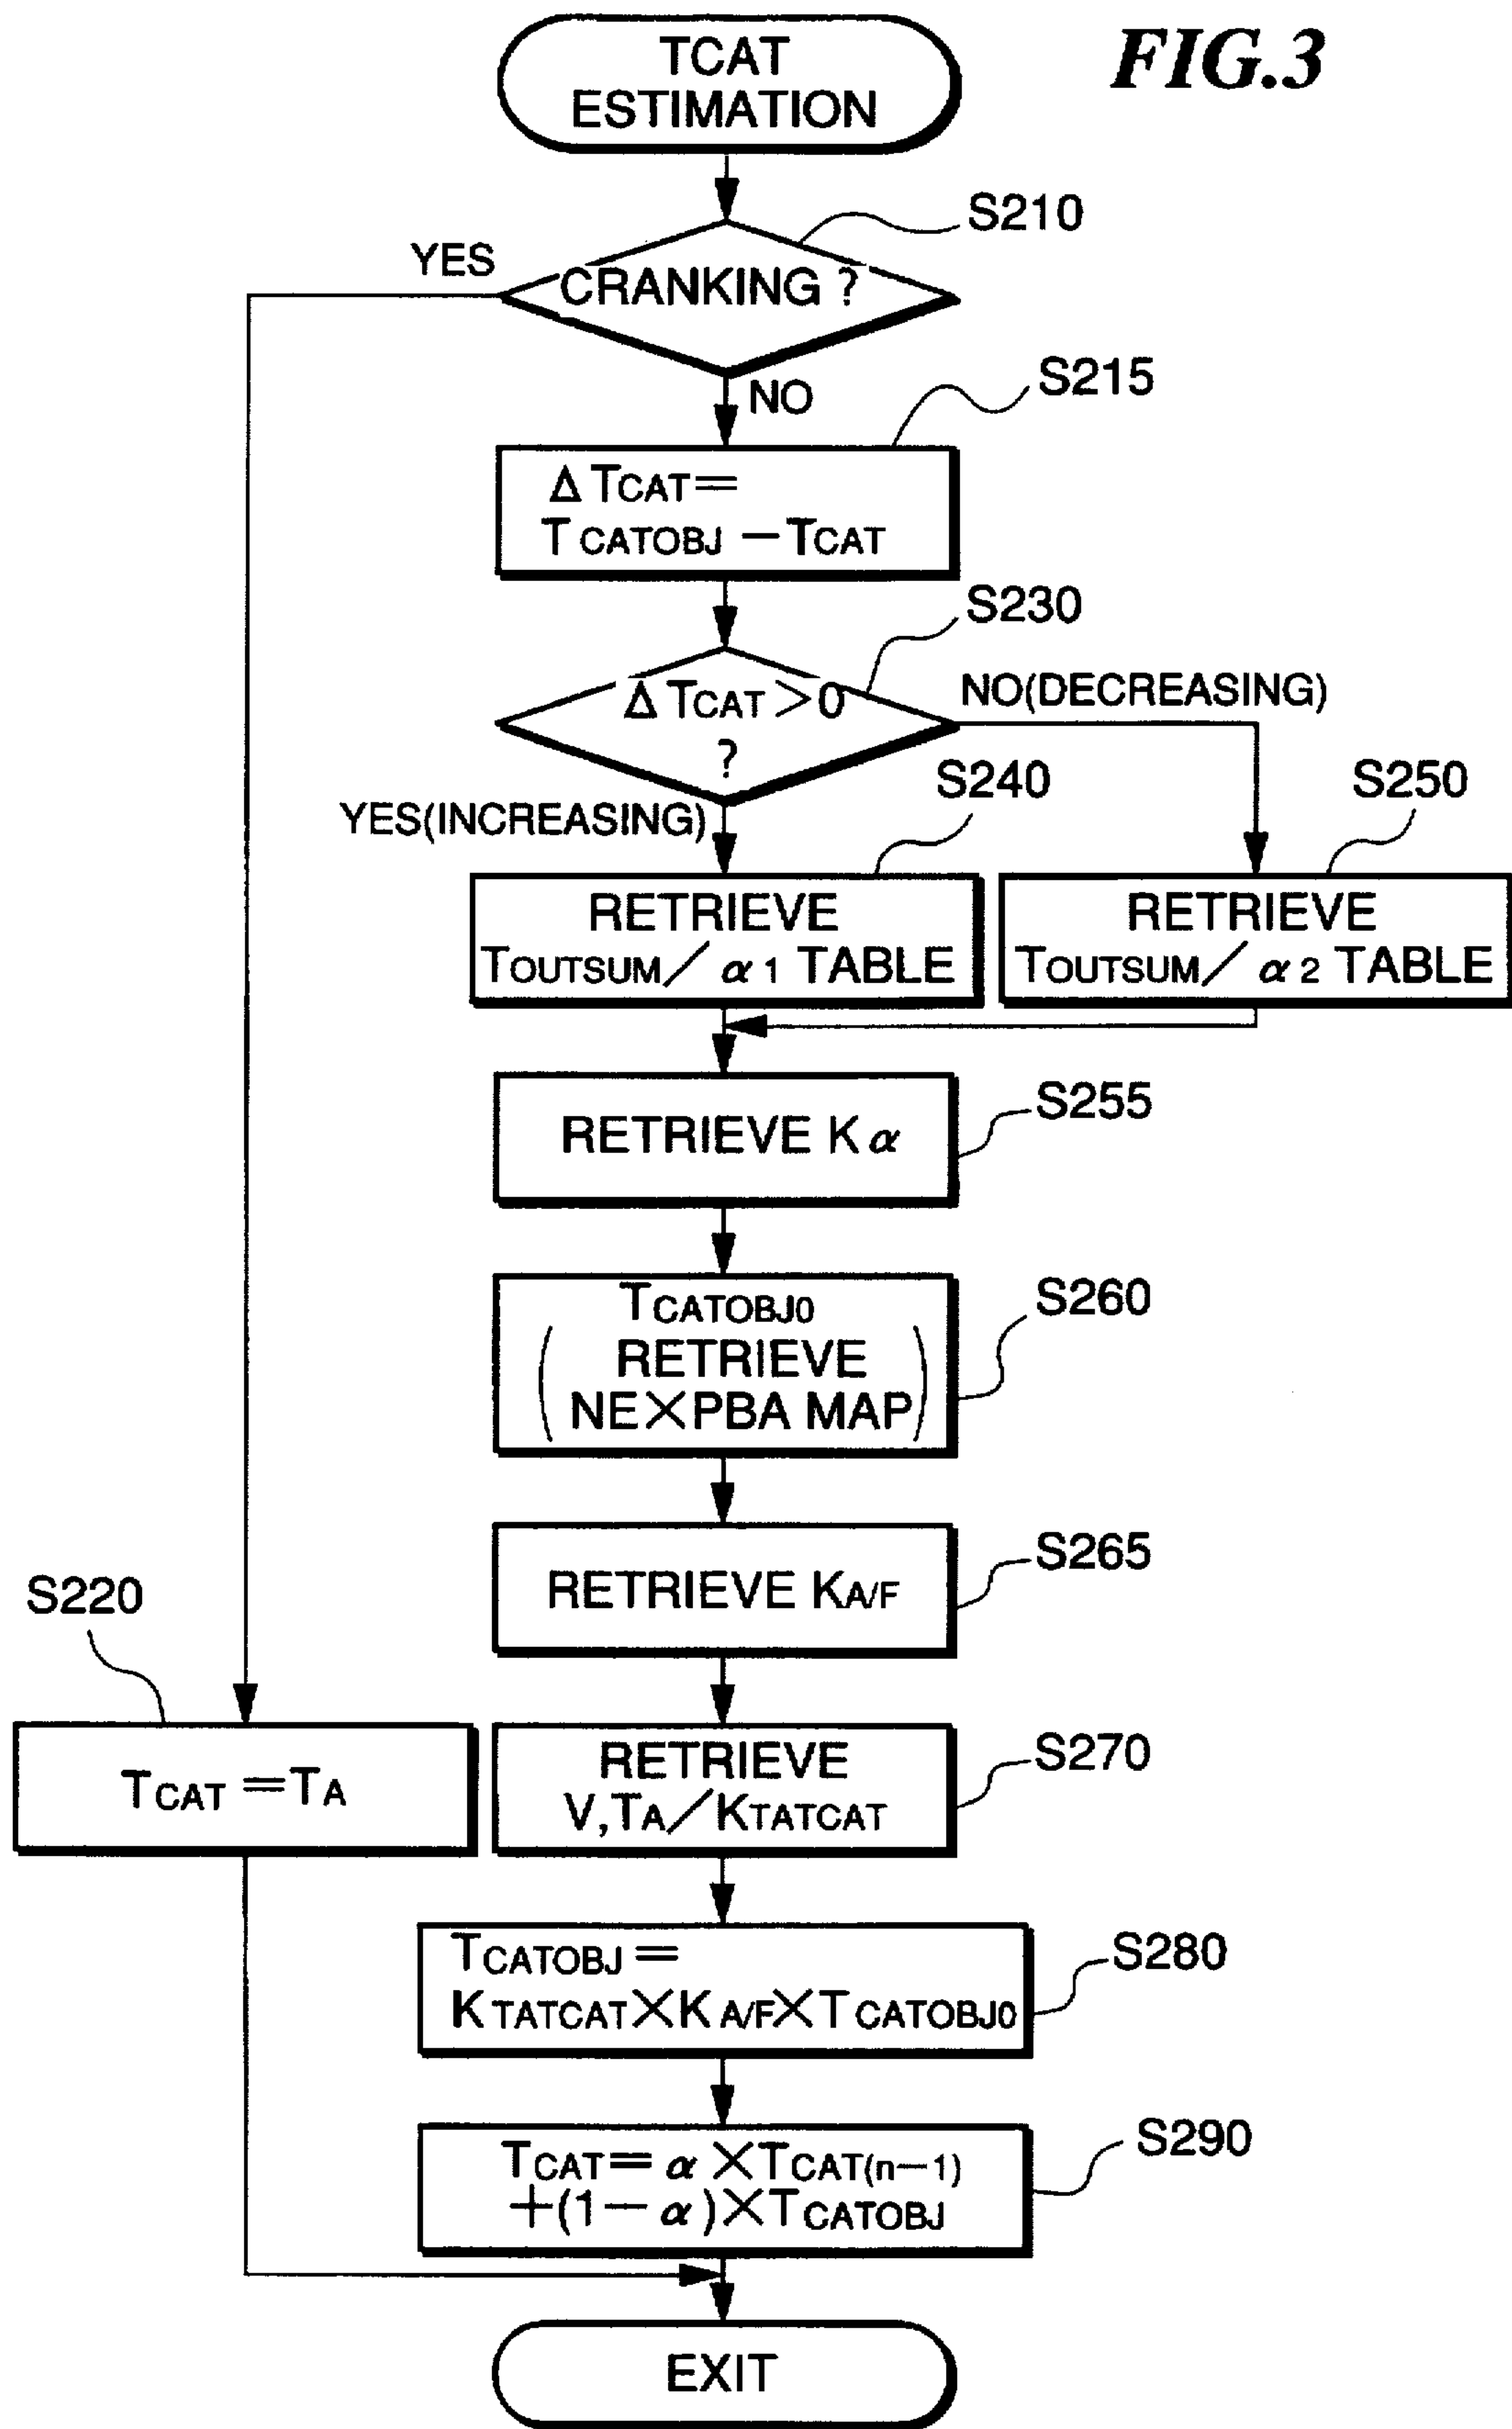 FIG.3
TCAT
ESTIMATION
S210
YES
CRANKING ?
NO
S215
Δ TCAT=
TCATOBJ −TCAT
S230
Δ TCAT >0
?
NO(DECREASING)
YES(INCREASING)
S240
S250
RETRIEVE
TOUTSUM/ α1 TABLE
RETRIEVE
TOUTSUM/ α2 TABLE
S255
RETRIEVE Kα
S260
TCATOBJ0
(RETRIEVE
NE×PBA MAP)
S265
RETRIEVE KA/F
S220
TCAT =TA
S270
RETRIEVE
V,TA/KTATCAT
S280
TCATOBJ =
KTATCAT×KA/F×TCATOBJ0
S290
TCAT= α ×TCAT(n−1)
+(1− α )×TCATOBJ
EXIT